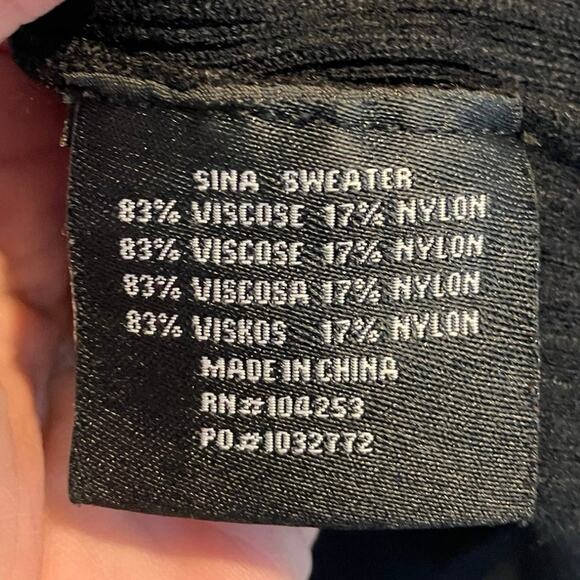 SINA SWEATER
83% VISCOSE 17% NYLON
83% VISCOSE 17% NYLON
83% VISCOSA 17% NYLON
83% VISKOS 17% NYLON
MADE IN CHINA
RN#104253
PO#1032772